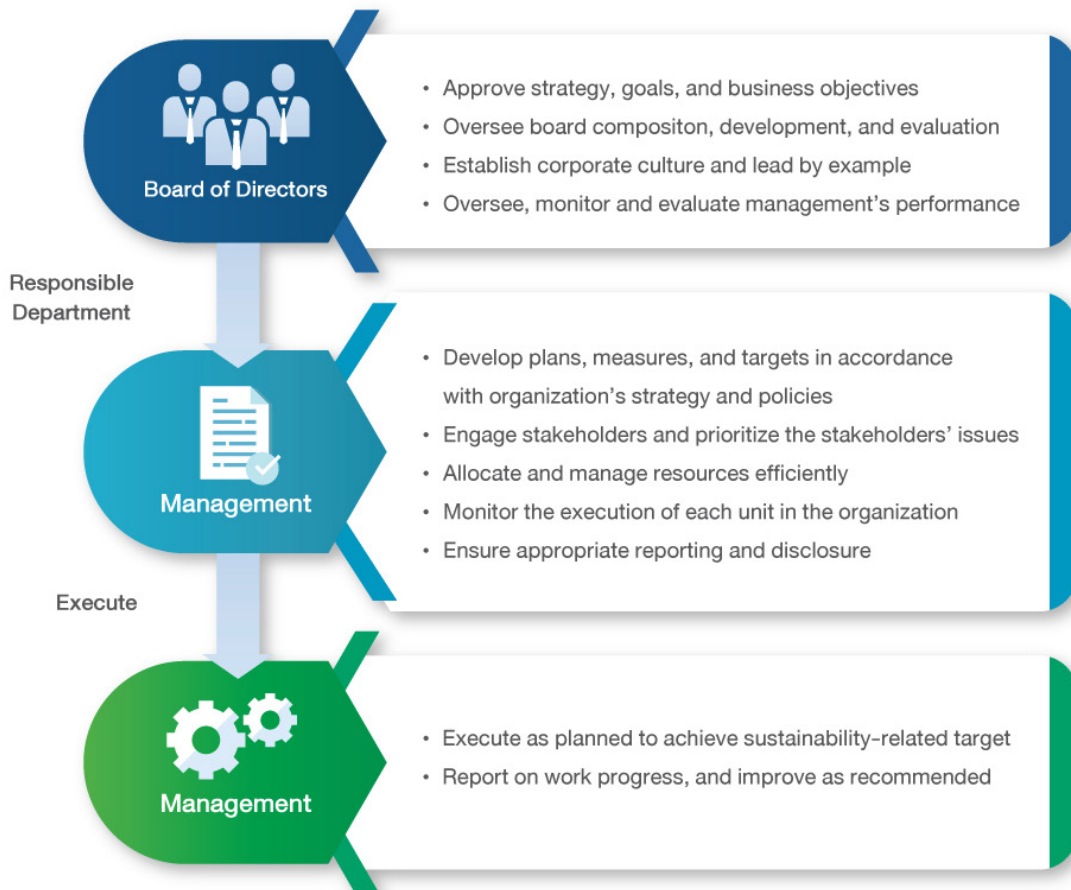 Board of Directors
• Approve strategy, goals, and business objectives
• Oversee board compositon, development, and evaluation
• Establish corporate culture and lead by example
• Oversee, monitor and evaluate management’s performance
Responsible
Department
Management
• Develop plans, measures, and targets in accordance
with organization’s strategy and policies
• Engage stakeholders and prioritize the stakeholders’ issues
• Allocate and manage resources efficiently
• Monitor the execution of each unit in the organization
• Ensure appropriate reporting and disclosure
Execute
Management
• Execute as planned to achieve sustainability-related target
• Report on work progress, and improve as recommended